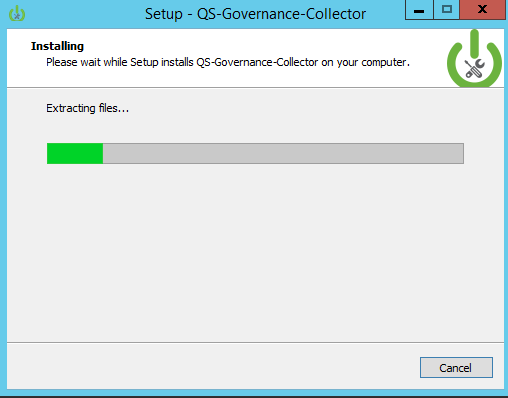 Setup - QS-Governance-Collector
Installing
Please wait while Setup installs QS-Governance-Collector on your computer.
Extracting files...
Cancel